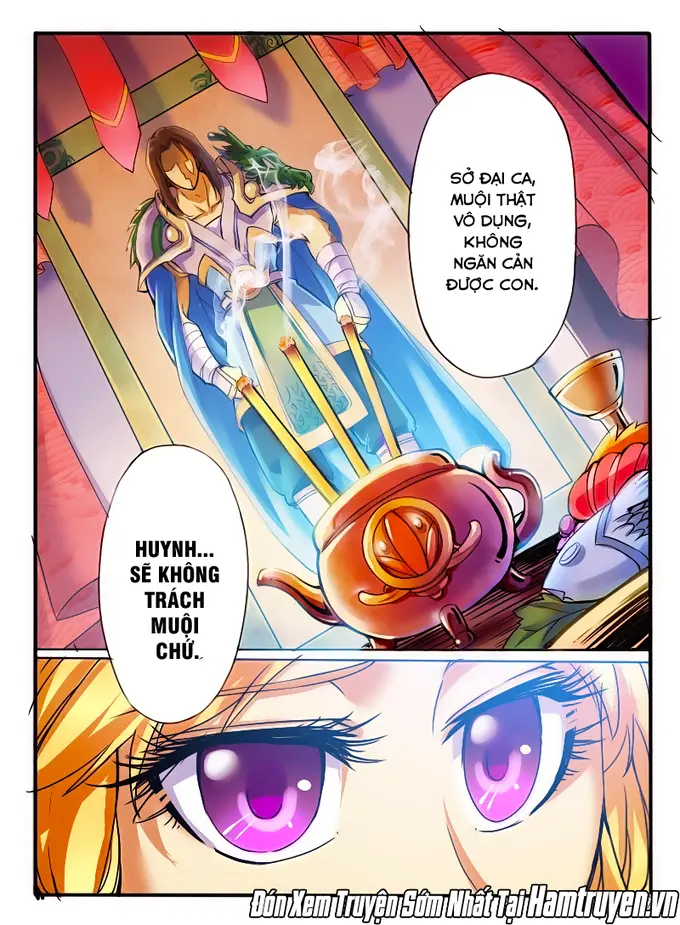 SỞ ĐẠI CA,
MUỘI THẬT
VÔ DỤNG,
KHÔNG
NGĂN CẢN
ĐƯỢC CON.
HUYNH...
SẼ KHÔNG
TRÁCH
MUỘI
CHỨ.
Đón Xem Truyện Sớm Nhất Tại Hamtruyen.vn